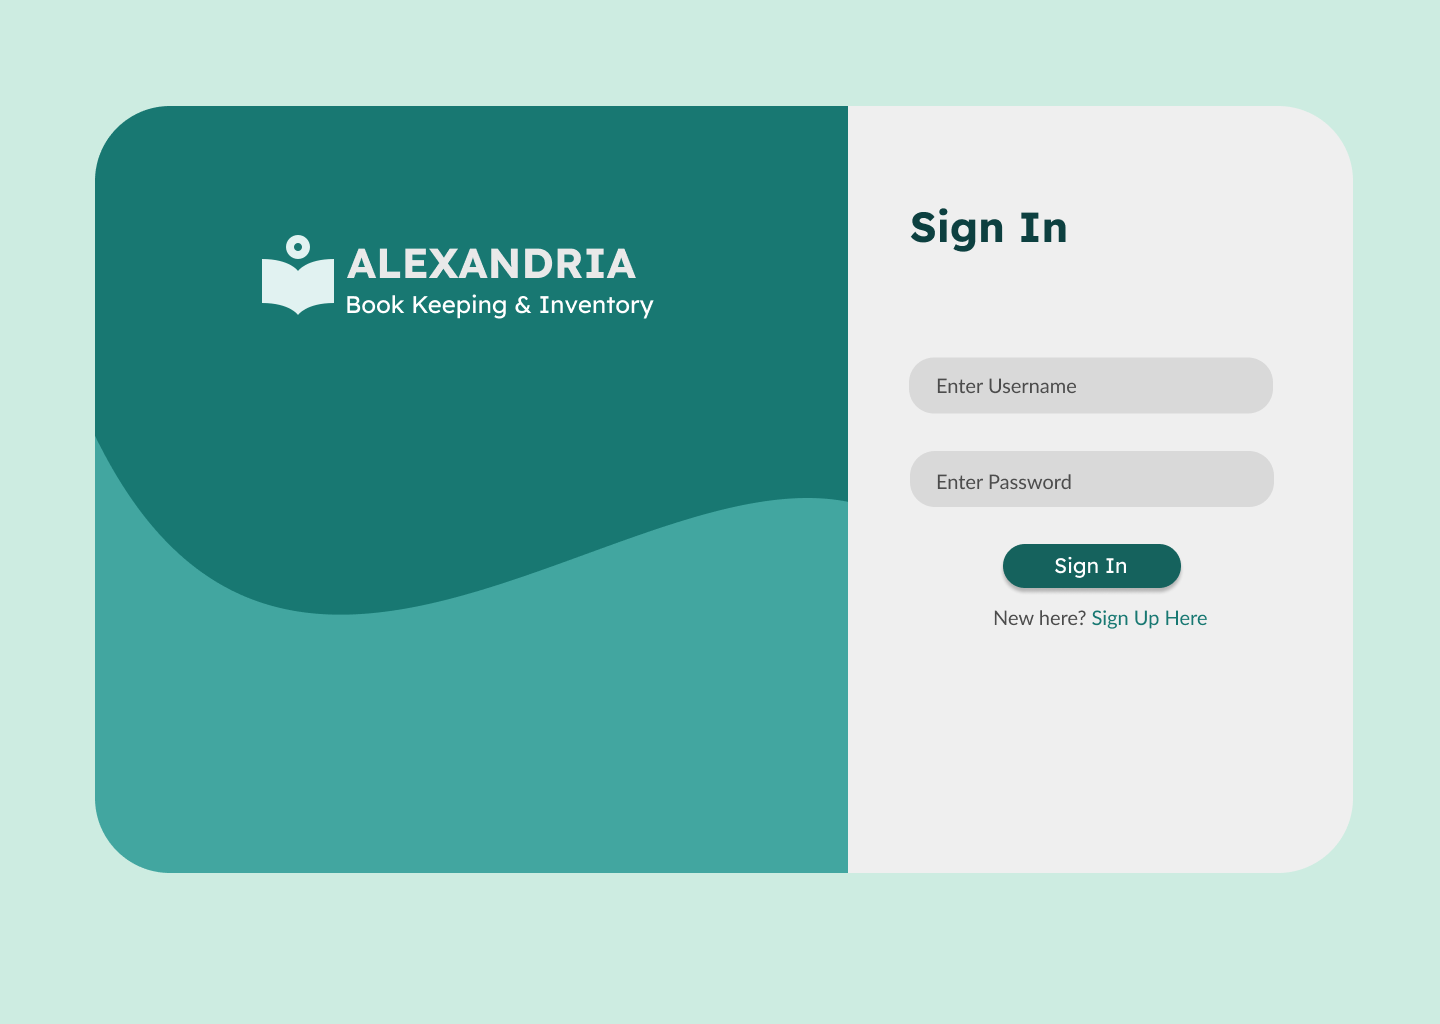 ALEXANDRIA
Book Keeping & Inventory
Sign In
Enter Username
Enter Password
Sign In
New here? Sign Up Here